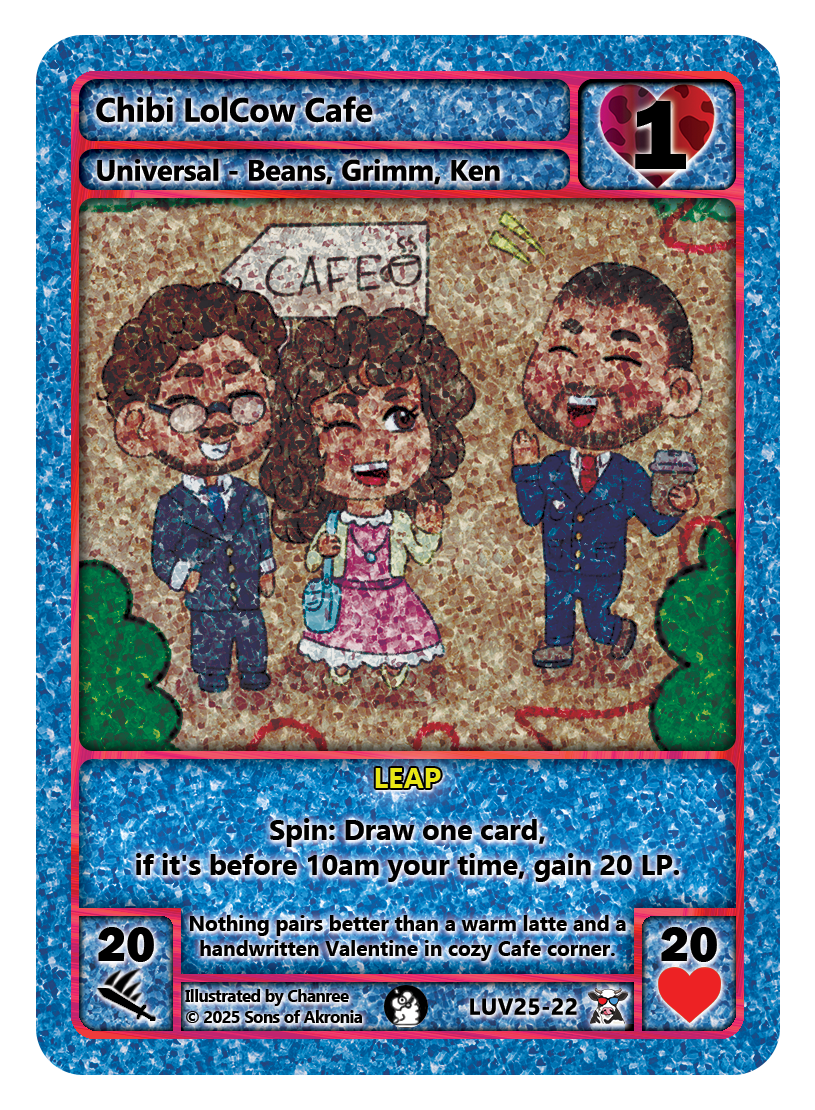 Chibi LolCow Cafe
1
Universal - Beans, Grimm, Ken
CAFE
LEAP
Spin: Draw one card,
if it's before 10am your time, gain 20 LP.
20
Nothing pairs better than a warm latte and a
handwritten Valentine in cozy Cafe corner.
20
Illustrated by Chanree
© 2025 Sons of Akronia
LUV25-22